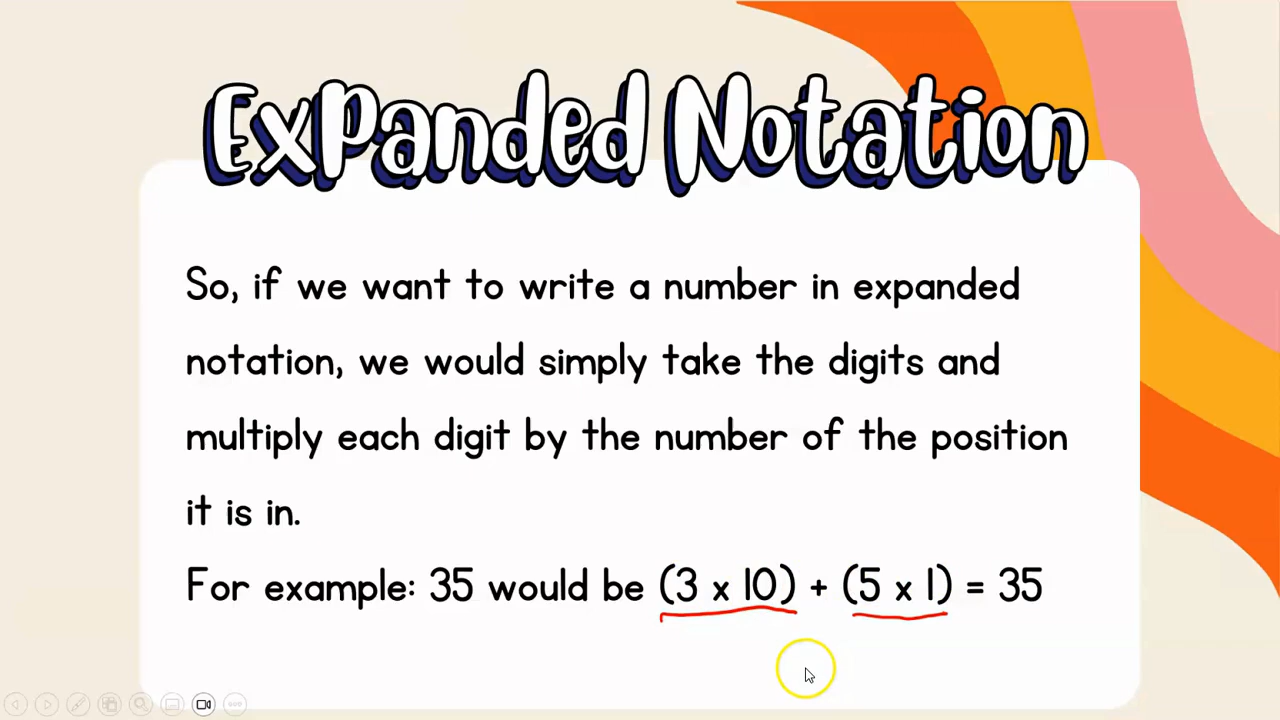 Expanded Notation
So, if we want to write a number in expanded
notation, we would simply take the digits and
multiply each digit by the number of the position
it is in.
For example: 35 would be (3 x 10) + (5 x 1) = 35